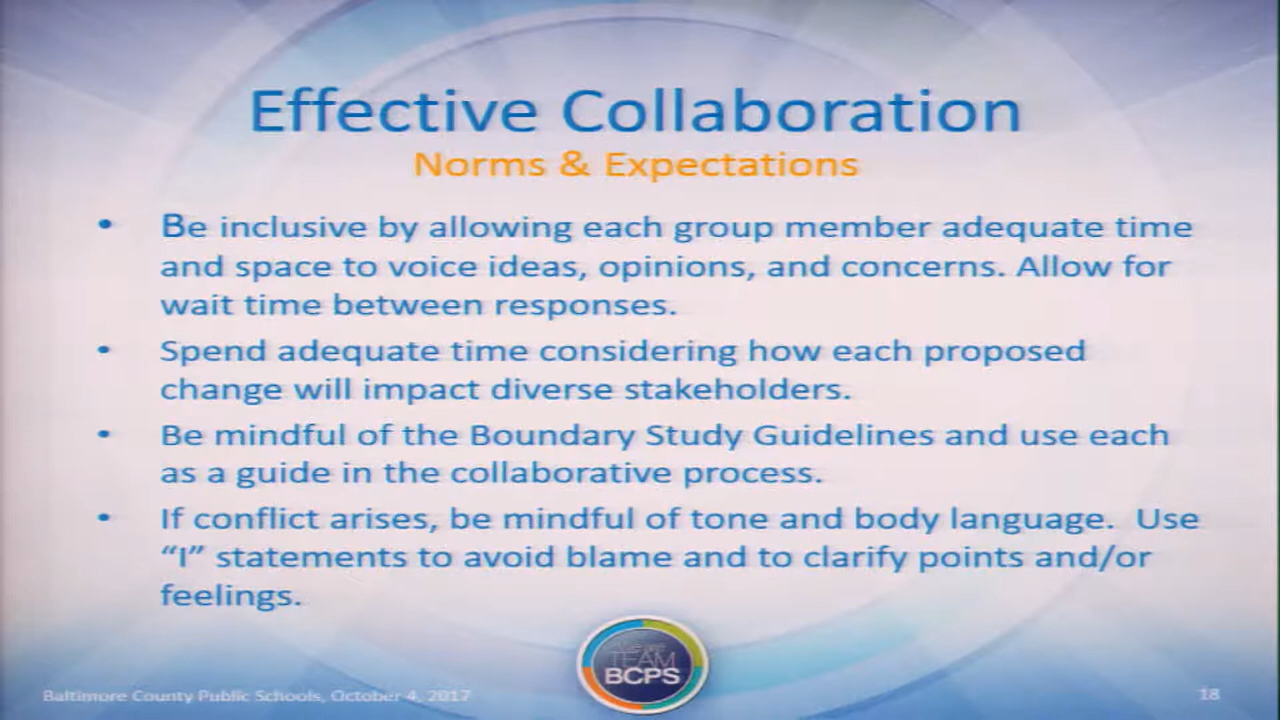 Effective Collaboration
Norms & Expectations
• Be inclusive by allowing each group member adequate time
and space to voice ideas, opinions, and concerns. Allow for
wait time between responses.
• Spend adequate time considering how each proposed
change will impact diverse stakeholders.
• Be mindful of the Boundary Study Guidelines and use each
as a guide in the collaborative process.
• If conflict arises, be mindful of tone and body language.  Use
“I” statements to avoid blame and to clarify points and/or
feelings.
TEAM
BCPS
Baltimore County Public Schools, October 4, 2017
18